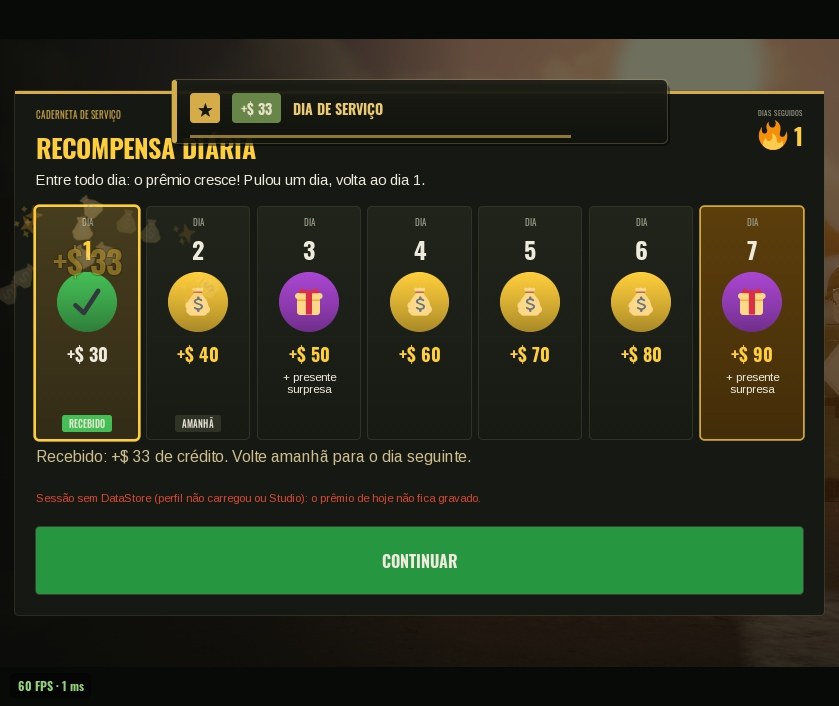 ★ +$ 33 DIA DE SERVIÇO
CADERNETA DE SERVIÇO
DIAS SEGUIDOS
1
RECOMPENSA DIÁRIA
Entre todo dia: o prêmio cresce! Pulou um dia, volta ao dia 1.
DIA
1
+$ 33
+$ 30
RECEBIDO
DIA
2
+$ 40
AMANHÃ
DIA
3
+$ 50
+ presente
surpresa
DIA
4
+$ 60
DIA
5
+$ 70
DIA
6
+$ 80
DIA
7
+$ 90
+ presente
surpresa
Recebido: +$ 33 de crédito. Volte amanhã para o dia seguinte.
Sessão sem DataStore (perfil não carregou ou Studio): o prêmio de hoje não fica gravado.
CONTINUAR
60 FPS · 1 ms